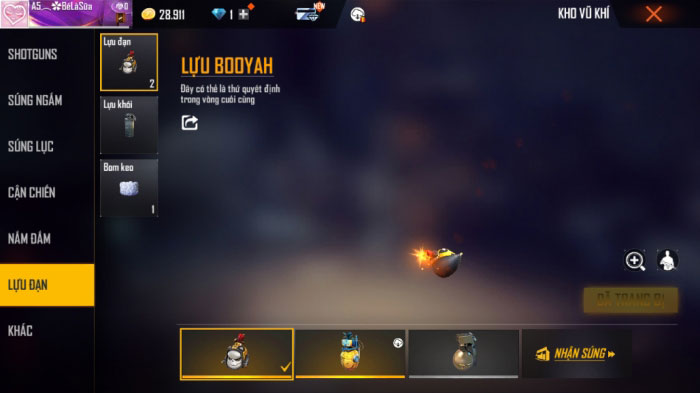 A5 BéLaSữa
0
28.911
1
NEW
KHO VŨ KHÍ
SHOTGUNS
SÚNG NGẮM
SÚNG LỤC
CẬN CHIẾN
NẮM ĐẤM
LỰU ĐẠN
KHÁC
Lựu đạn
2
Lựu khói
Bom keo
1
LỰU BOOYAH
Đây có thể là thứ quyết định
trong vòng cuối cùng
ĐÃ TRANG BỊ
NHẬN SÚNG